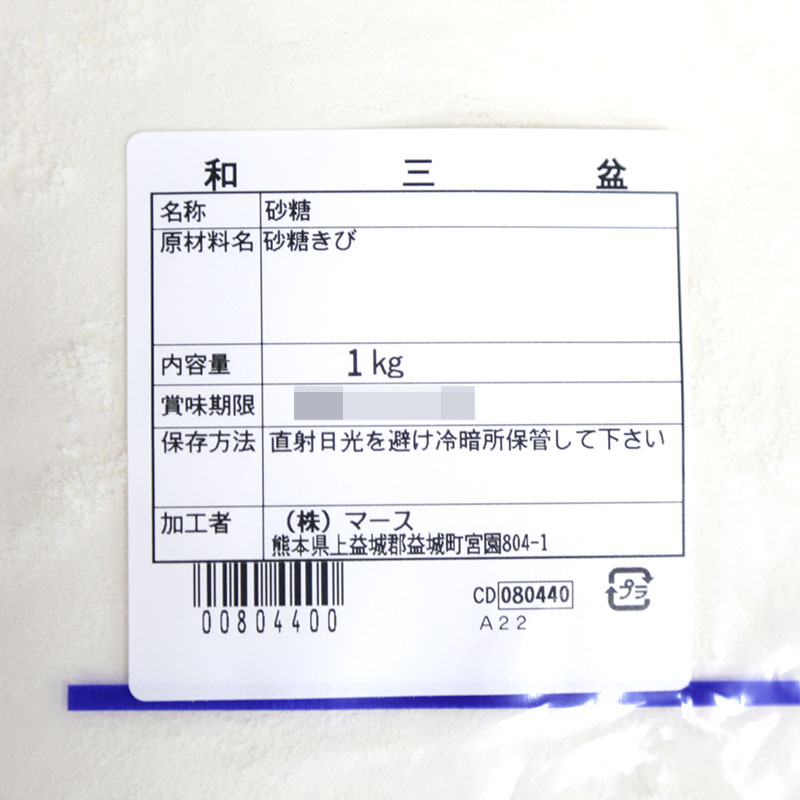 和三盆
名称 砂糖
原材料名 砂糖きび
内容量 1kg
賞味期限
保存方法 直射日光を避け冷暗所保管して下さい
加工者 (株)マース
熊本県上益城郡益城町宮園804-1
00804400
CD 080440
A22
プラ